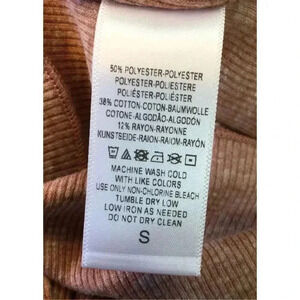 50% POLYESTER-POLYESTER
POLYESTER-POLIESTERE
POLIÉSTER-POLIÉSTER
38% COTTON-COTON-BAUMWOLLE
COTONE-ALGODÃO-ALGODÓN
12% RAYON-RAYONNE
KUNSTSEIDE-RAION-RAIOM-RAYÓN
MACHINE WASH COLD
WITH LIKE COLORS
USE ONLY NON-CHLORINE BLEACH
TUMBLE DRY LOW
LOW IRON AS NEEDED
DO NOT DRY CLEAN
S